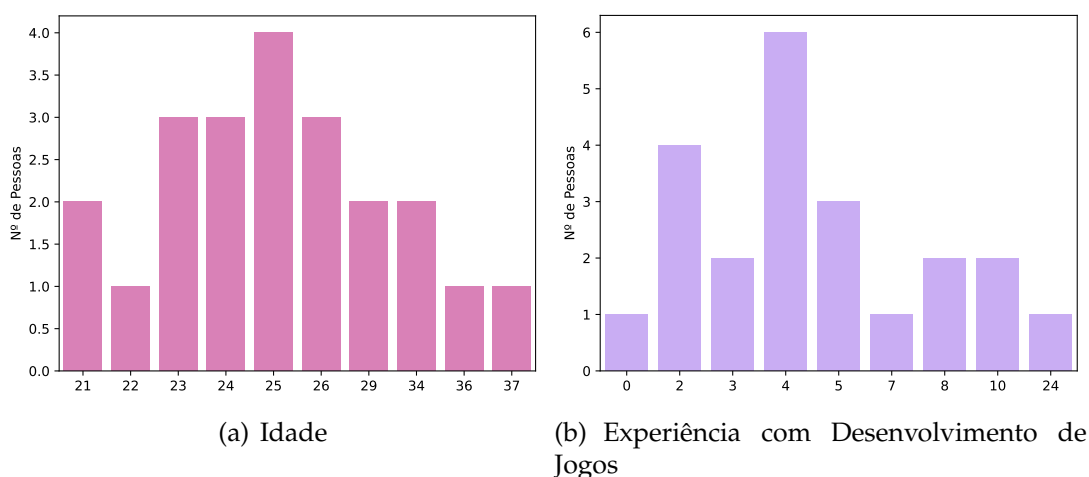 4.0
3.5
3.0
2.5
2.0
1.5
1.0
0.5
0.0
Nº de Pessoas
21 22 23 24 25 26 29 34 36 37
(a) Idade
6
5
4
3
2
1
0
Nº de Pessoas
0 2 3 4 5 7 8 10 24
(b) Experiência com Desenvolvimento de
Jogos